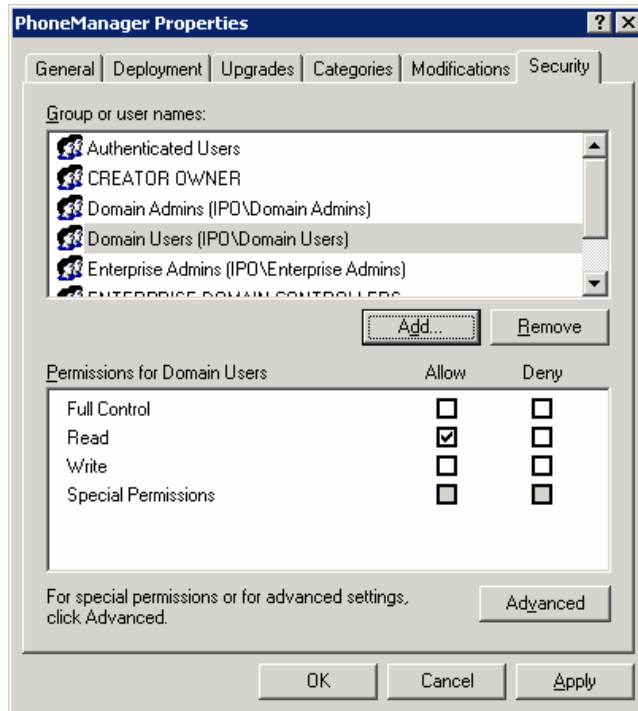 PhoneManager Properties
General Deployment Upgrades Categories Modifications Security
Group or user names:
Authenticated Users
CREATOR OWNER
Domain Admins (IPO\Domain Admins)
Domain Users (IPO\Domain Users)
Enterprise Admins (IPO\Enterprise Admins)
ENTERPRISE DOMAIN CONTROLLERS
Add... Remove
Permissions for Domain Users Allow Deny
Full Control
Read
Write
Special Permissions
For special permissions or for advanced settings,
click Advanced.
Advanced
OK Cancel Apply